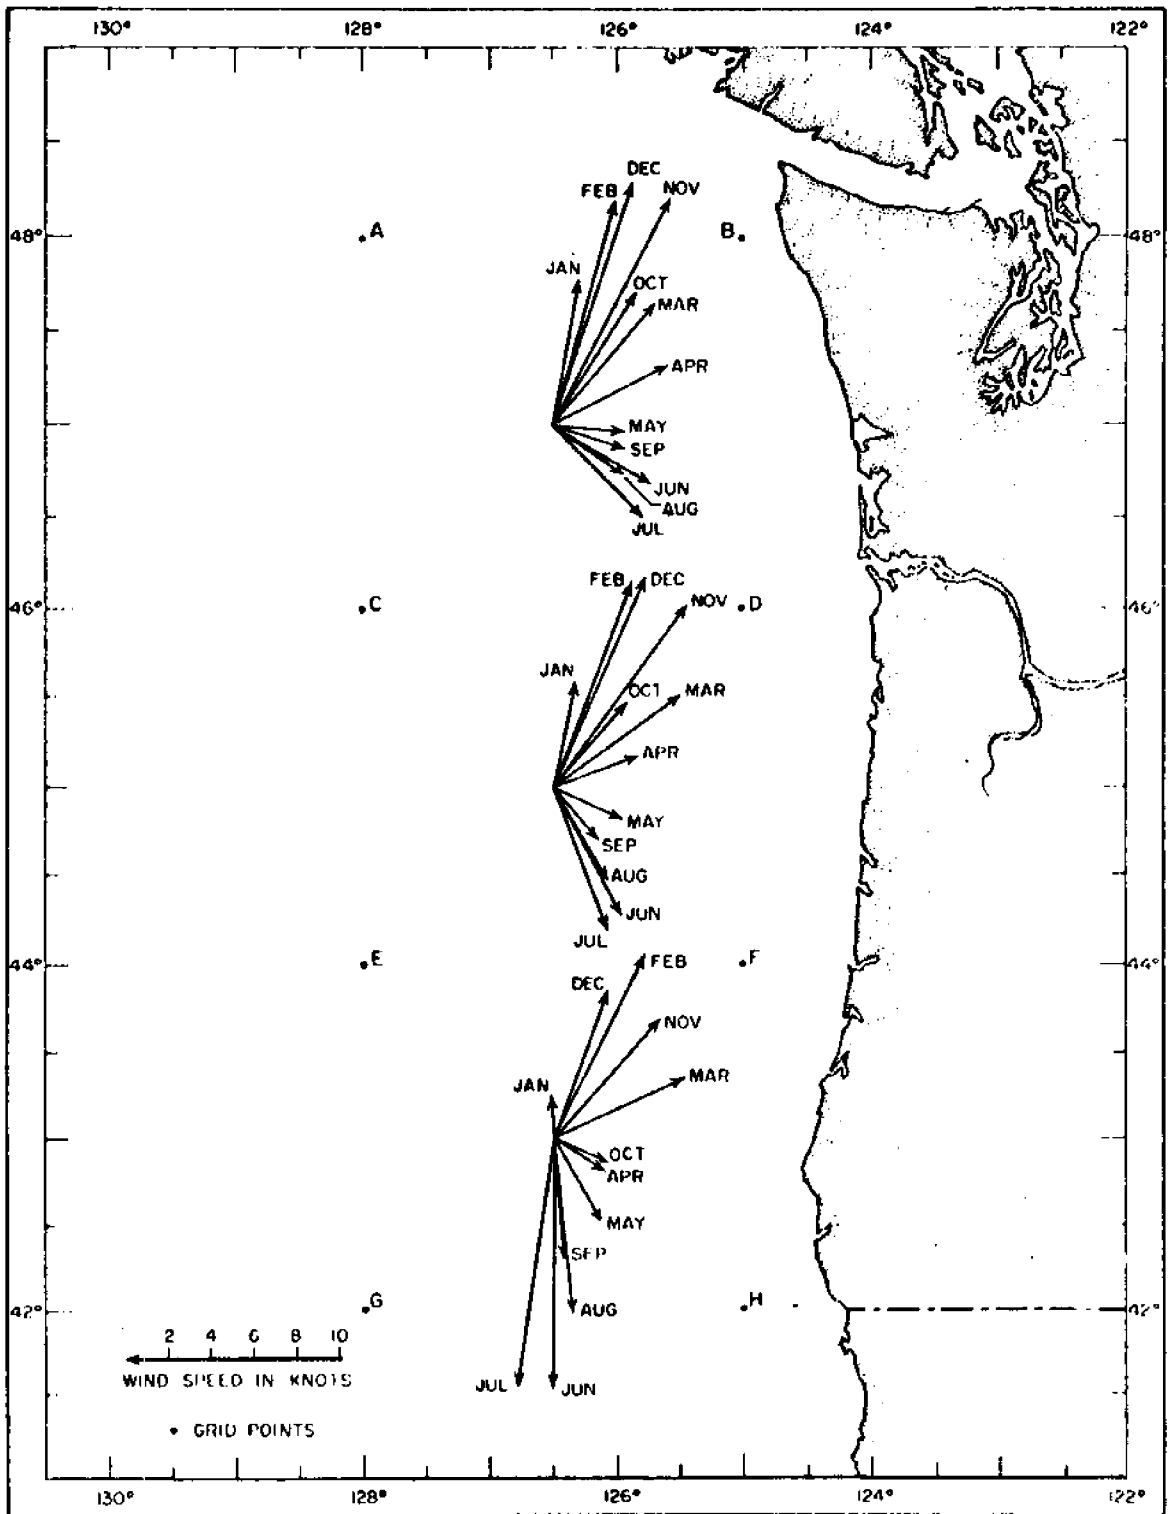 130° 128° 126° 124° 122°
DEC
FEB NOV
48° A B 48°
JAN
OCT
MAR
APR
MAY
SEP
JUN
AUG
JUL
FEB DEC
46° C NOV D 46°
JAN
OCT MAR
APR
MAY
SEP
AUG
JUN
JUL
44° E FEB F 44°
DEC
NOV
MAR
JAN
OCT
APR
MAY
SEP
42° G AUG H 42°
2 4 6 8 10
WIND SPEED IN KNOTS
JUL JUN
GRID POINTS
130° 128° 126° 124° 122°